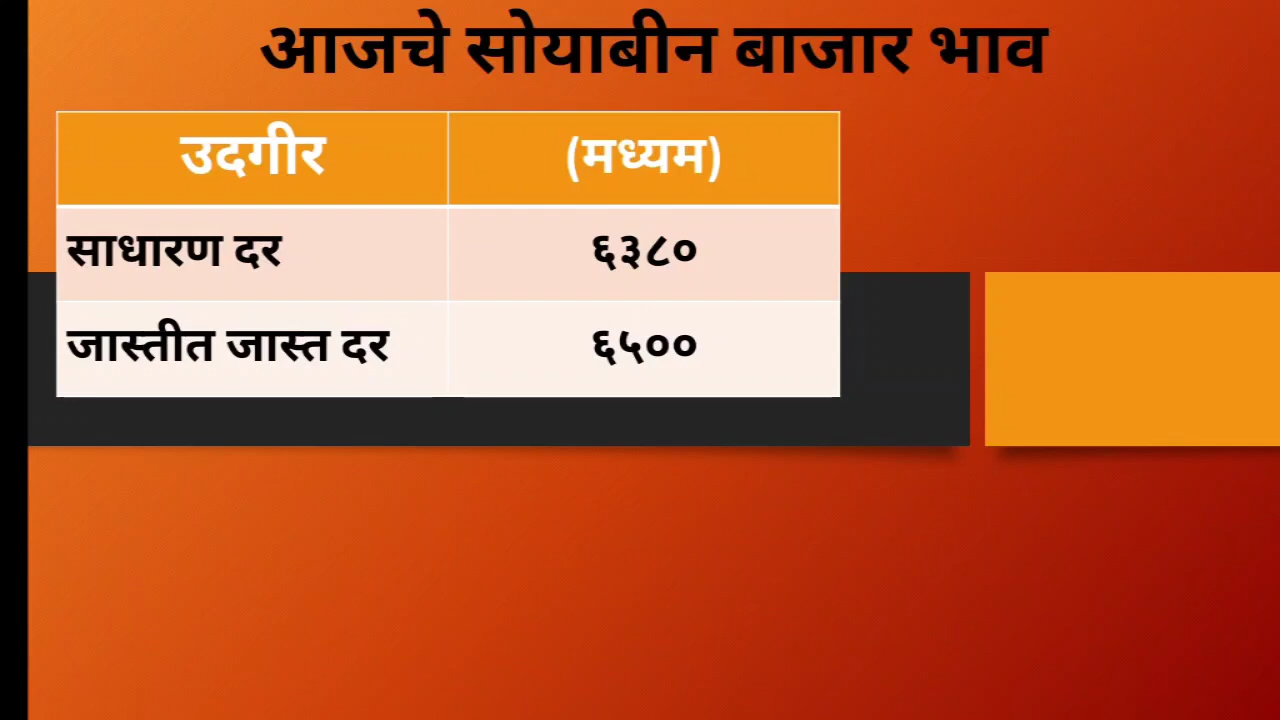 आजचे सोयाबीन बाजार भाव
उदगीर (मध्यम)
साधारण दर ६३८०
जास्तीत जास्त दर ६५००